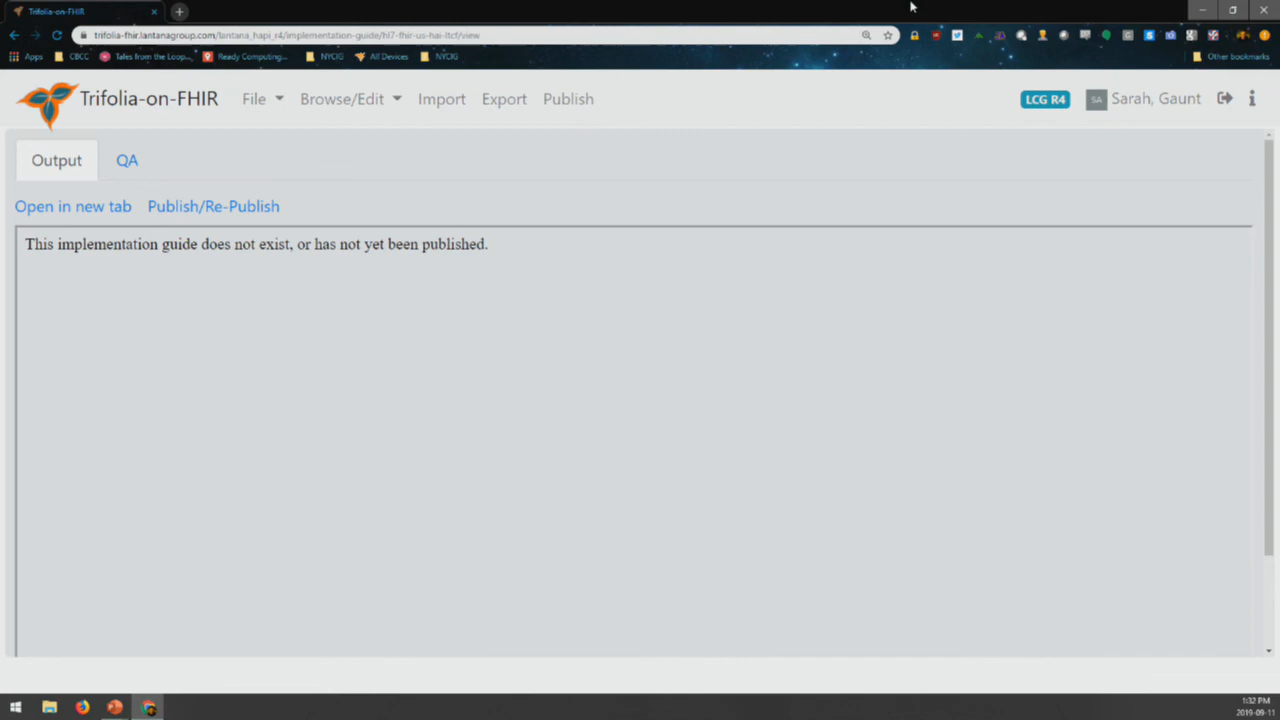 Trifolia-on-FHIR
trifolia-fhir.lantanagroup.com/lantana_hapi_r4/implementation-guide/hl7-fhir-us-hai-ltcf/view
Apps CBCC Tales from the Loop... Ready Computing... NYCIG All Devices NYCIG Other bookmarks
Trifolia-on-FHIR File Browse/Edit Import Export Publish LCG R4 SA Sarah, Gaunt
Output QA
Open in new tab Publish/Re-Publish
This implementation guide does not exist, or has not yet been published.
1:32 PM
2019-09-11